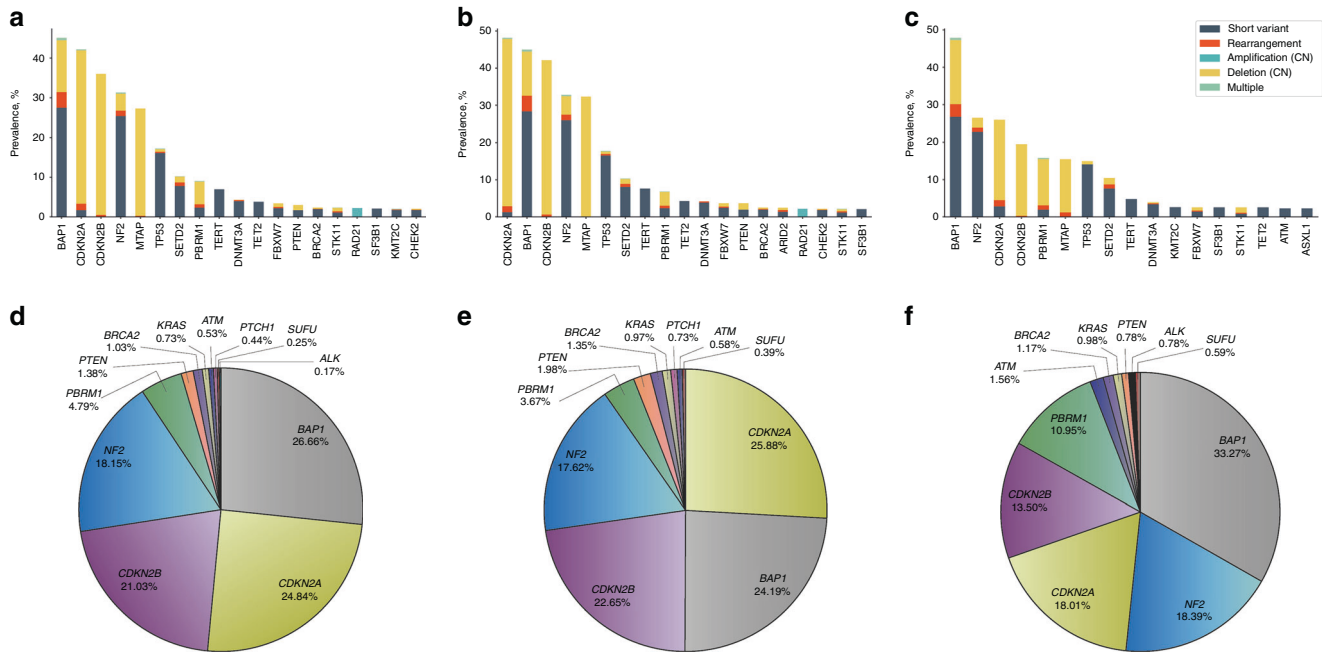 a
Prevalence, %
40
30
20
10
0
BAP1
CDKN2A
CDKN2B
NF2
MTAP
TP53
SETD2
PBRM1
TERT
DNMT3A
TET2
FBXW7
PTEN
BRCA2
STK11
RAD21
SF3B1
KMT2C
CHEK2
b
Prevalence, %
50
40
30
20
10
0
CDKN2A
BAP1
CDKN2B
NF2
MTAP
TP53
SETD2
TERT
PBRM1
TET2
DNMT3A
FBXW7
PTEN
BRCA2
ARID2
RAD21
CHEK2
STK11
SF3B1
c
Prevalence, %
50
40
30
20
10
0
BAP1
NF2
CDKN2A
CDKN2B
PBRM1
MTAP
TP53
SETD2
TERT
DNMT3A
KMT2C
FBXW7
SF3B1
STK11
TET2
ATM
ASXL1
Short variant
Rearrangement
Amplification (CN)
Deletion (CN)
Multiple
d
PBRM1
4.79%
PTEN
1.38%
BRCA2
1.03%
KRAS
0.73%
ATM
0.53%
PTCH1
0.44%
SUFU
0.25%
ALK
0.17%
BAP1
26.66%
CDKN2A
24.84%
CDKN2B
21.03%
NF2
18.15%
e
PBRM1
3.67%
PTEN
1.98%
BRCA2
1.35%
KRAS
0.97%
PTCH1
0.73%
ATM
0.58%
SUFU
0.39%
CDKN2A
25.88%
BAP1
24.19%
CDKN2B
22.65%
NF2
17.62%
f
ATM
1.56%
BRCA2
1.17%
KRAS
0.98%
PTEN
0.78%
ALK
0.78%
SUFU
0.59%
BAP1
33.27%
NF2
18.39%
CDKN2A
18.01%
CDKN2B
13.50%
PBRM1
10.95%